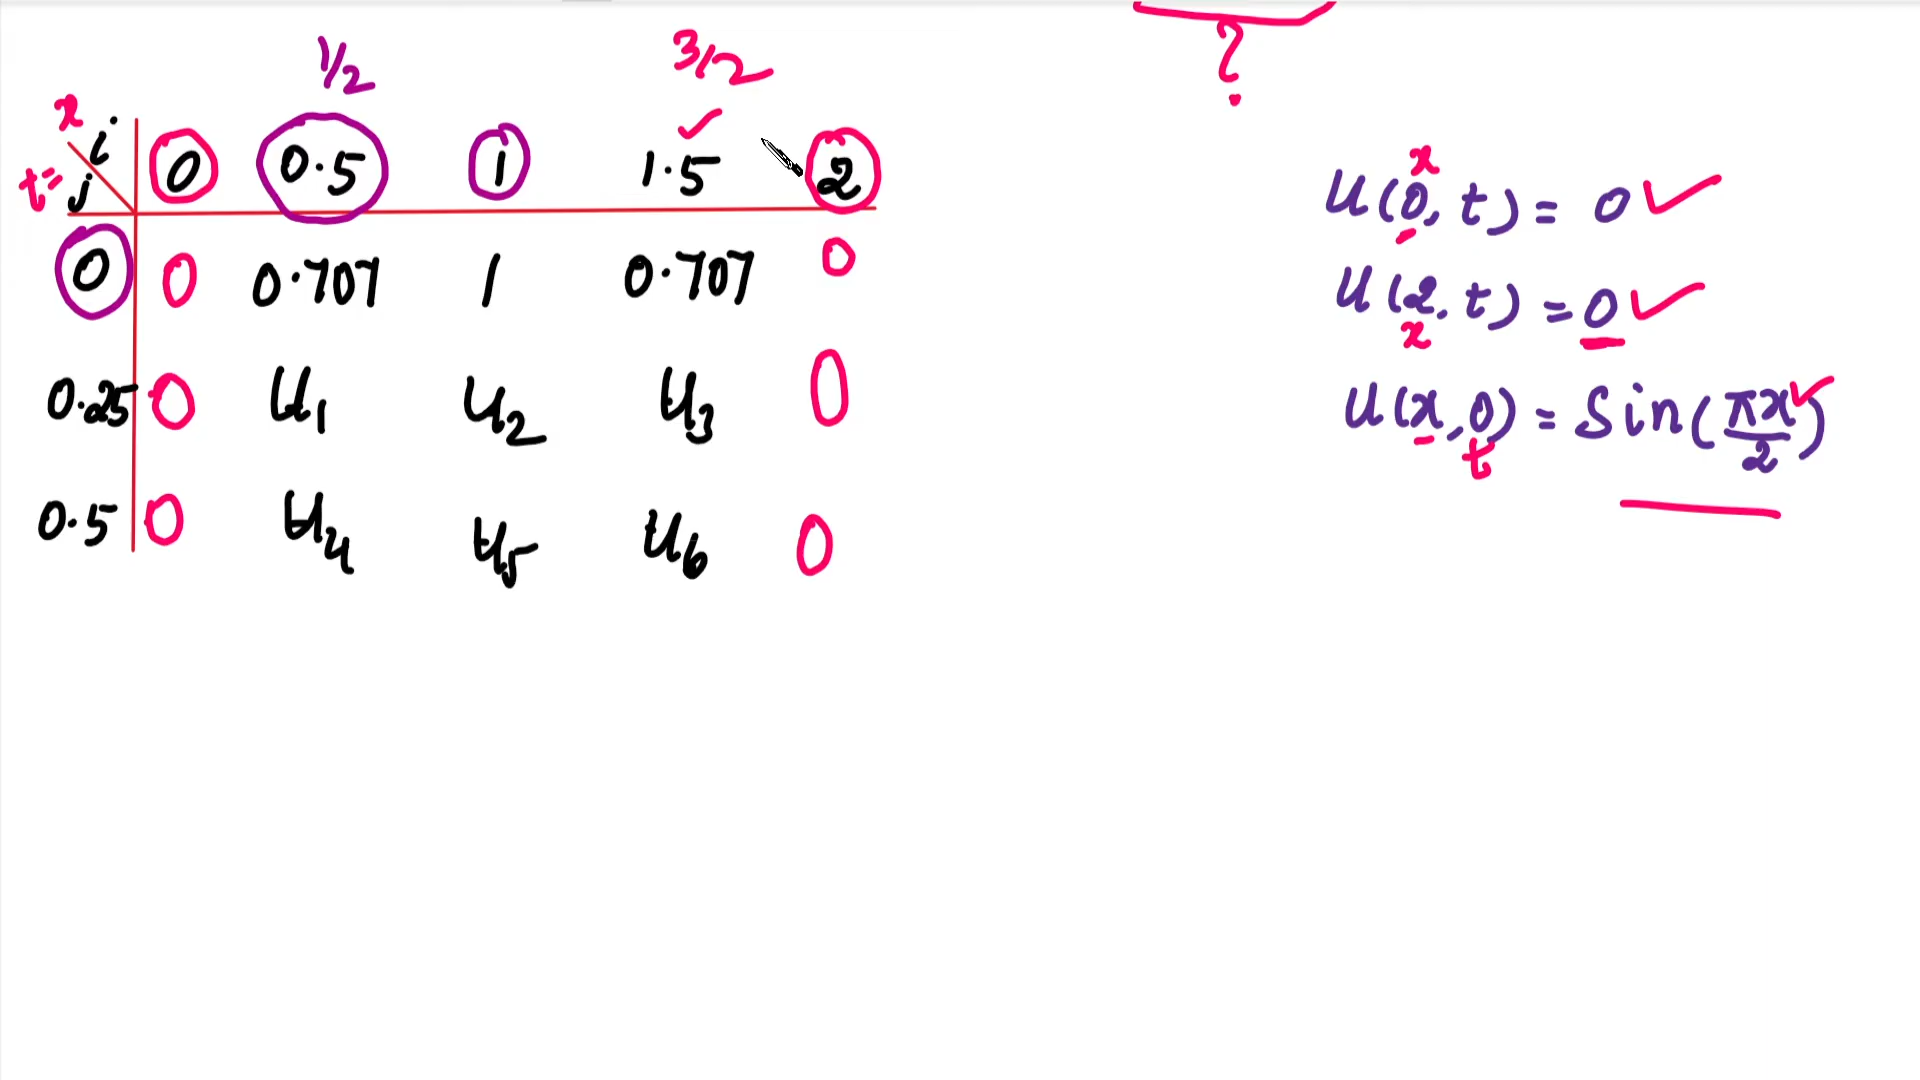 ?
1/2 3/2
x i 0 0.5 1 1.5 2
t= j
0 0 0.707 1 0.707 0
0.25 0 U1 U2 U3 0
0.5 0 U4 U5 U6 0
x
U(0, t) = 0
U(2, t) = 0
x
U(x, 0) = Sin(πx/2)
t